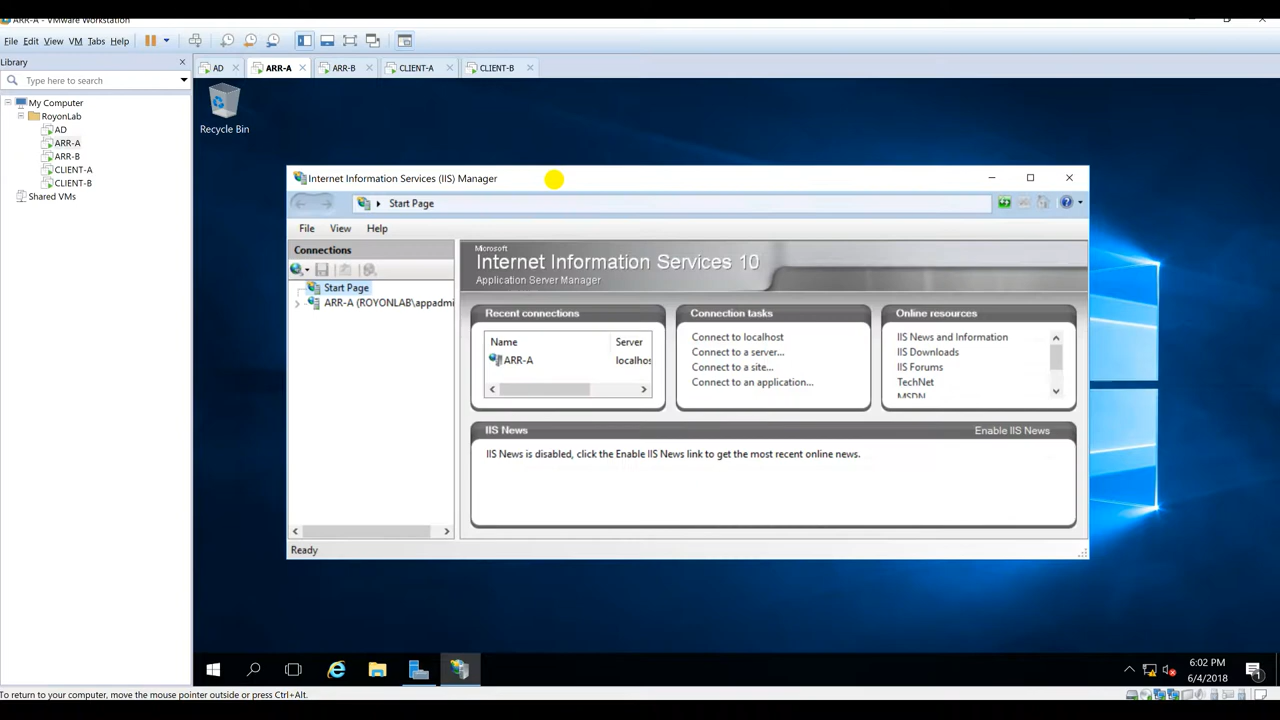 ARR-A - VMware Workstation
File Edit View VM Tabs Help
Library
Type here to search
My Computer
RoyonLab
AD
ARR-A
ARR-B
CLIENT-A
CLIENT-B
Shared VMs
AD ARR-A ARR-B CLIENT-A CLIENT-B
Recycle Bin
Internet Information Services (IIS) Manager
Start Page
File View Help
Connections
Start Page
ARR-A (ROYONLAB\appadmi
Microsoft
Internet Information Services 10
Application Server Manager
Recent connections
Name Server
ARR-A localhos
Connection tasks
Connect to localhost
Connect to a server...
Connect to a site...
Connect to an application...
Online resources
IIS News and Information
IIS Downloads
IIS Forums
TechNet
MSDN
IIS News
Enable IIS News
IIS News is disabled, click the Enable IIS News link to get the most recent online news.
Ready
6:02 PM
6/4/2018
1
To return to your computer, move the mouse pointer outside or press Ctrl+Alt.